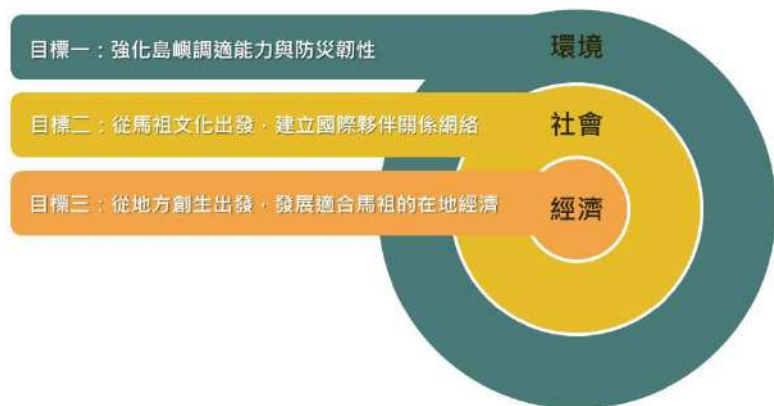 目標一：強化島嶼調適能力與防災韌性
環境
目標二：從馬祖文化出發，建立國際夥伴關係網絡
社會
目標三：從地方創生出發，發展適合馬祖的在地經濟
經濟